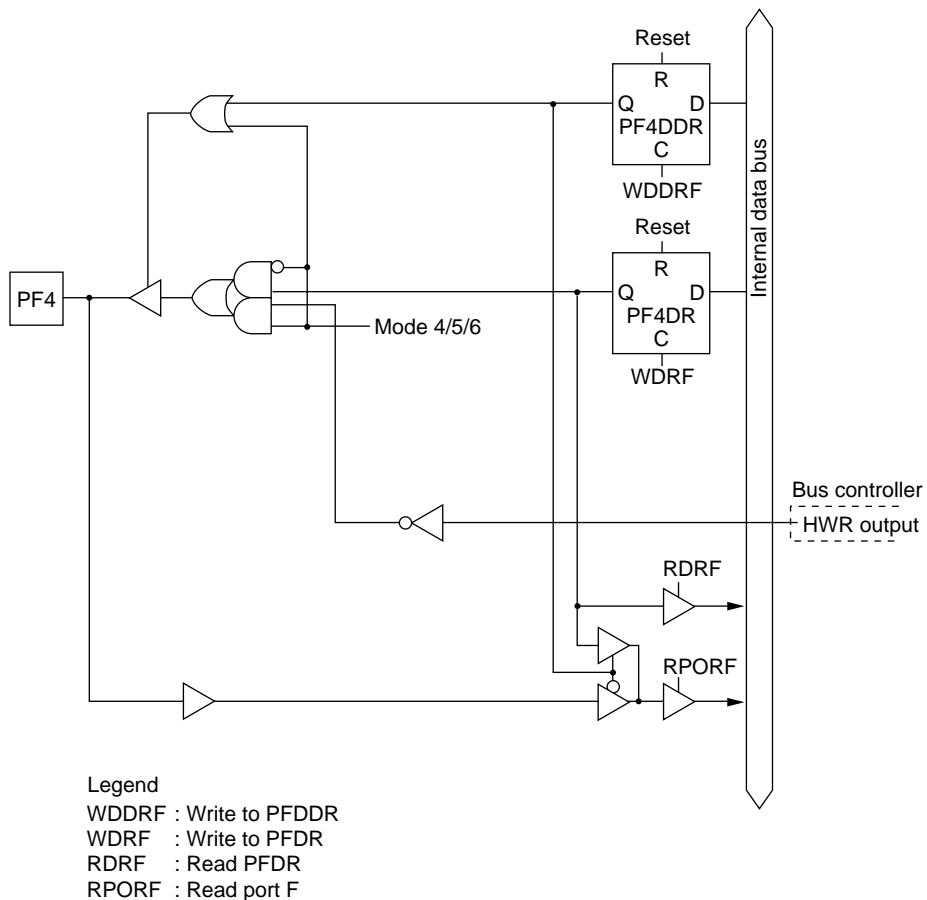 Reset
R
Q D
PF4DDR
C
WDDRF
Reset
R
Q D
PF4DR
C
WDRF
Internal data bus
PF4
Mode 4/5/6
Bus controller
HWR output
RDRF
RPORF
Legend
WDDRF : Write to PFDDR
WDRF : Write to PFDR
RDRF : Read PFDR
RPORF : Read port F